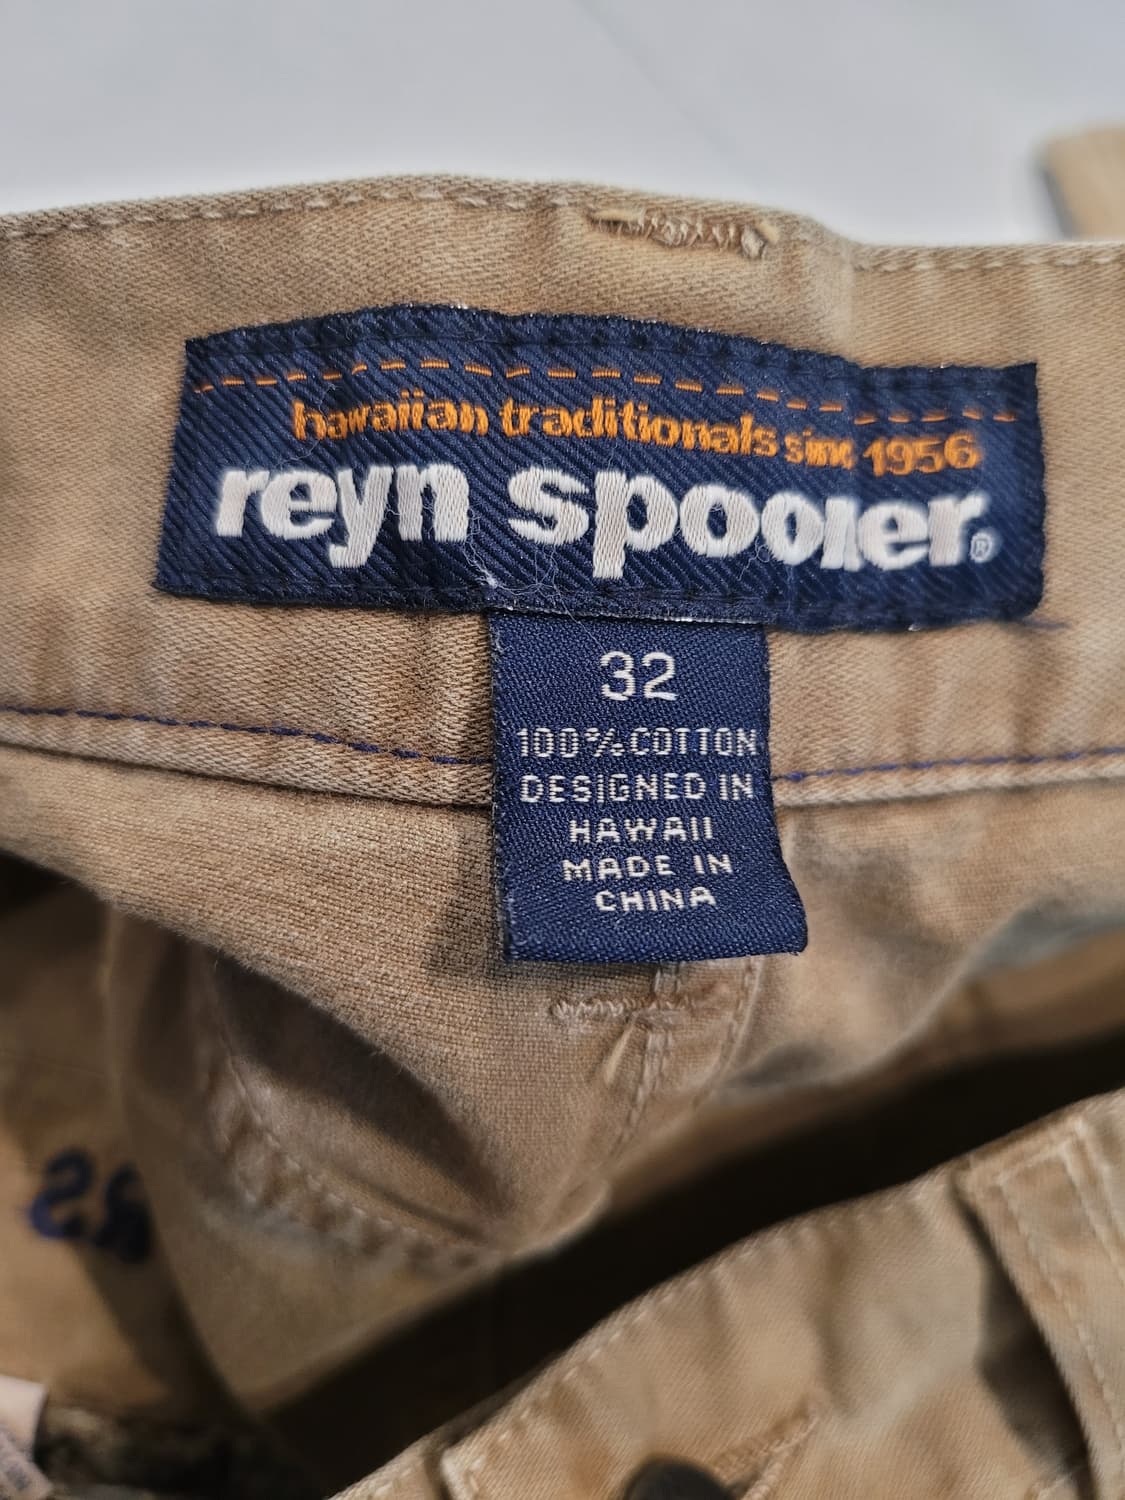 hawaiian traditionals since 1956
reyn spooner®
32
100% COTTON
DESIGNED IN
HAWAII
MADE IN
CHINA